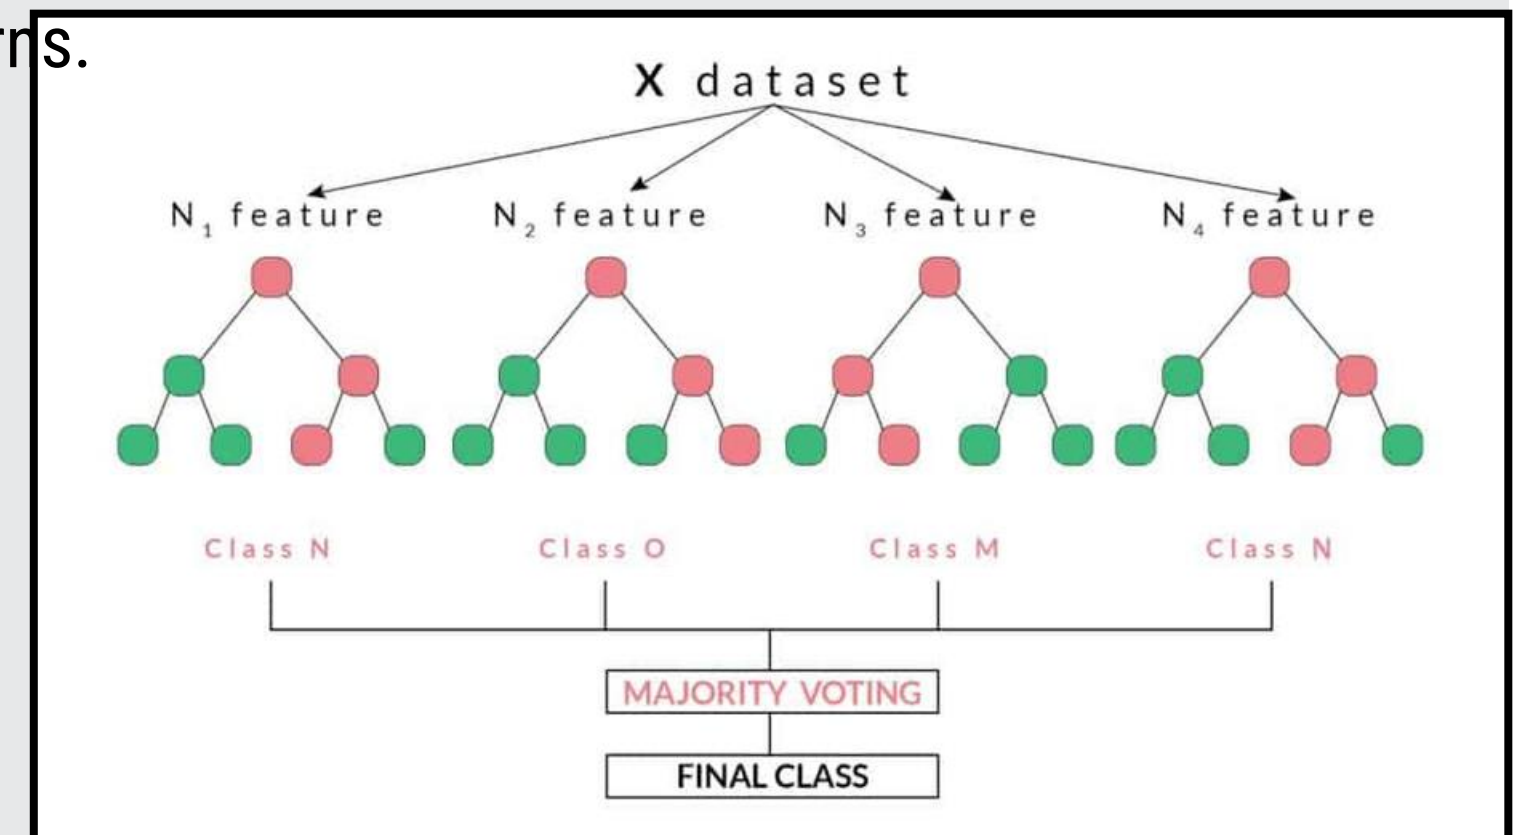 rns.
X dataset
N₁ feature N₂ feature N₃ feature N₄ feature
Class N Class O Class M Class N
MAJORITY VOTING
FINAL CLASS